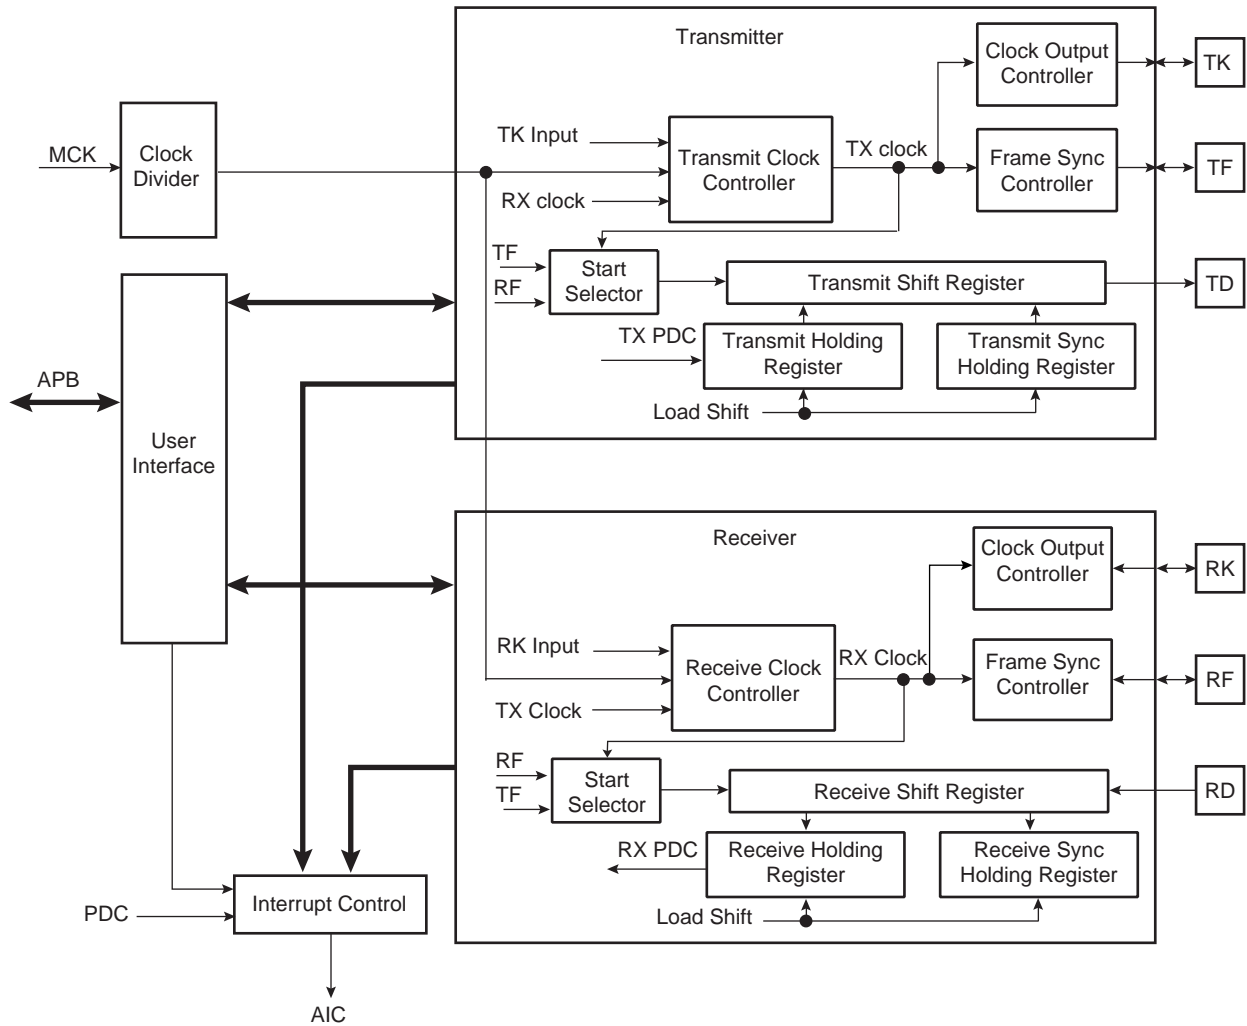 Transmitter
Clock Output
Controller
TK
MCK
Clock
Divider
TK Input
Transmit Clock
Controller
TX clock
Frame Sync
Controller
TF
RX clock
TF
RF
Start
Selector
Transmit Shift Register
TD
TX PDC
Transmit Holding
Register
Transmit Sync
Holding Register
Load Shift
APB
User
Interface
Receiver
Clock Output
Controller
RK
RK Input
Receive Clock
Controller
RX Clock
Frame Sync
Controller
RF
TX Clock
RF
TF
Start
Selector
Receive Shift Register
RD
RX PDC
Receive Holding
Register
Receive Sync
Holding Register
Load Shift
PDC
Interrupt Control
AIC